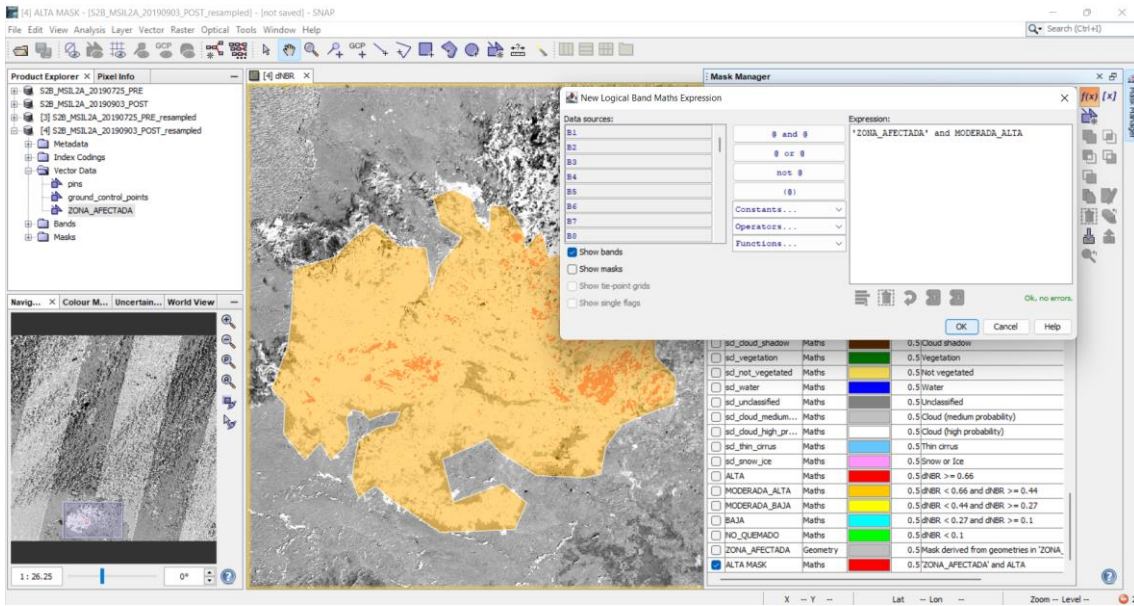 [4] ALTA MASK - [S2B_MSIL2A_20190903_POST_resampled] - [not saved] - SNAP
File Edit View Analysis Layer Vector Raster Optical Tools Window Help
Search (Ctrl+I)
GCP GCP
Product Explorer × Pixel Info
S2B_MSIL2A_20190725_PRE
S2B_MSIL2A_20190903_POST
[3] S2B_MSIL2A_20190725_PRE_resampled
[4] S2B_MSIL2A_20190903_POST_resampled
Metadata
Index Codings
Vector Data
pins
ground_control_points
ZONA_AFECTADA
Bands
Masks
Navig... × Colour M... Uncertain... World View
1 : 26.25 0°
[4] dNBR ×
Mask Manager
f(x) [x]
Mask Manager
New Logical Band Maths Expression
Data sources:
B1
B2
B3
B4
B5
B6
B7
B8
Show bands
Show masks
Show tie-point grids
Show single flags
@ and @
@ or @
not @
(@)
Constants...
Operators...
Functions...
Expression:
'ZONA_AFECTADA' and MODERADA_ALTA
Ok, no errors.
OK Cancel Help
scl_cloud_shadow Maths 0.5 Cloud shadow
scl_vegetation Maths 0.5 Vegetation
scl_not_vegetated Maths 0.5 Not vegetated
scl_water Maths 0.5 Water
scl_unclassified Maths 0.5 Unclassified
scl_cloud_medium... Maths 0.5 Cloud (medium probability)
scl_cloud_high_pr... Maths 0.5 Cloud (high probability)
scl_thin_cirrus Maths 0.5 Thin cirrus
scl_snow_ice Maths 0.5 Snow or Ice
ALTA Maths 0.5 dNBR >= 0.66
MODERADA_ALTA Maths 0.5 dNBR < 0.66 and dNBR >= 0.44
MODERADA_BAJA Maths 0.5 dNBR < 0.44 and dNBR >= 0.27
BAJA Maths 0.5 dNBR < 0.27 and dNBR >= 0.1
NO_QUEMADO Maths 0.5 dNBR < 0.1
ZONA_AFECTADA Geometry 0.5 Mask derived from geometries in 'ZONA_
ALTA MASK Maths 0.5 'ZONA_AFECTADA' and ALTA
X -- Y -- Lat -- Lon -- Zoom -- Level --